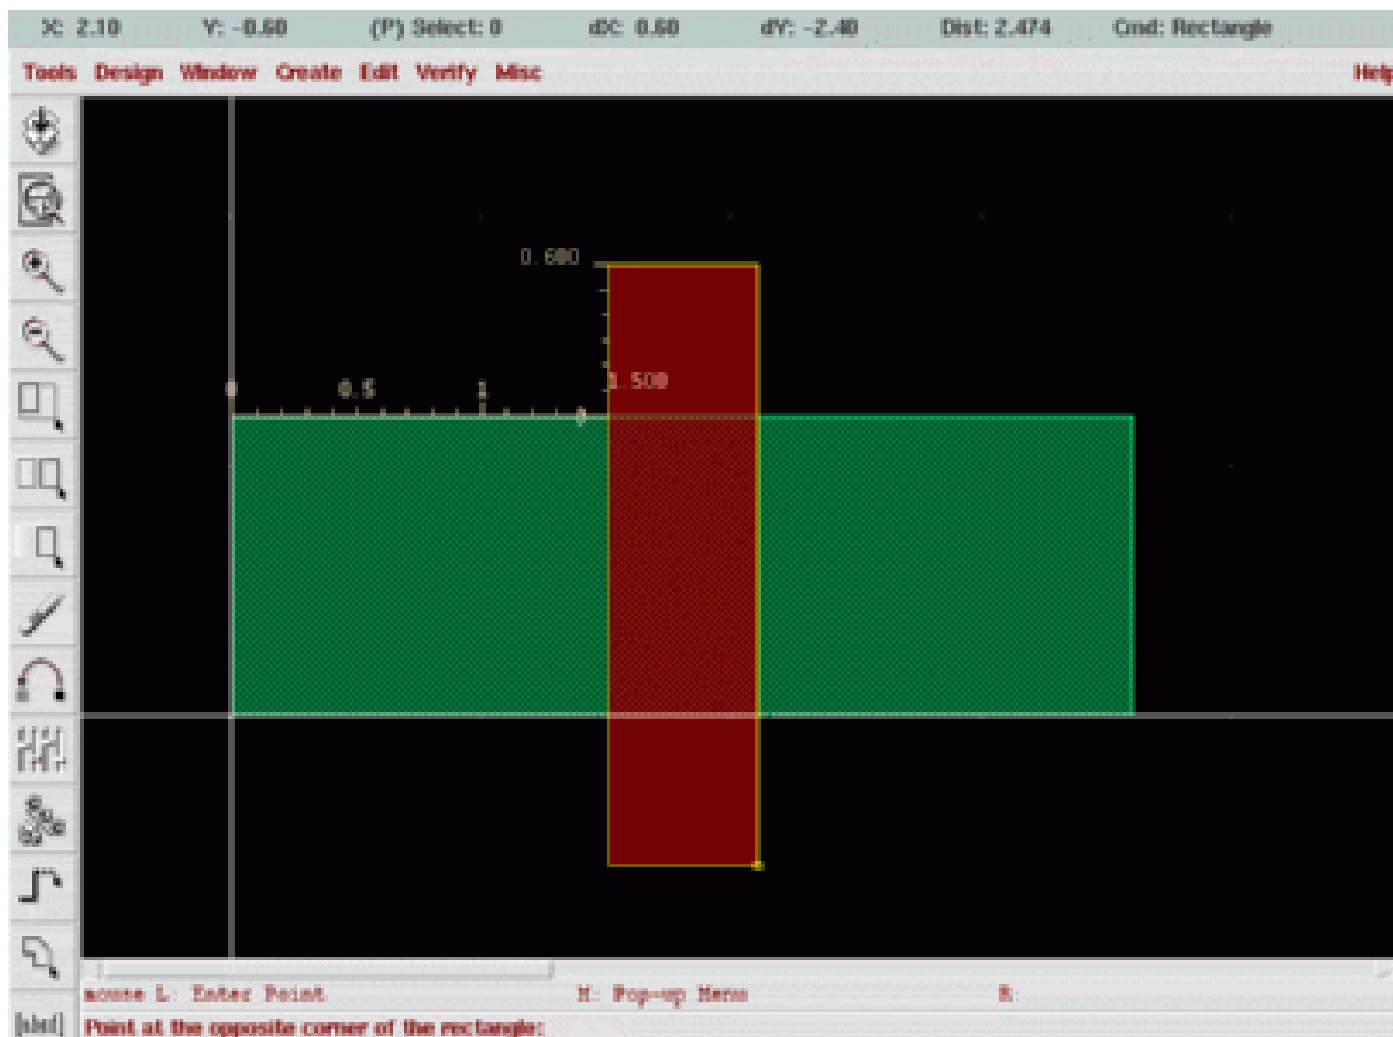 X: 2.10 Y: -0.60 (P) Select: 0 dX: 0.60 dY: -2.40 Dist: 2.474 Cmd: Rectangle
Tools Design Window Create Edit Verify Misc Help
0.600
0 0.5 1 1.500
mouse L: Enter Point M: Pop-up Menu R:
[abcd] Point at the opposite corner of the rectangle: